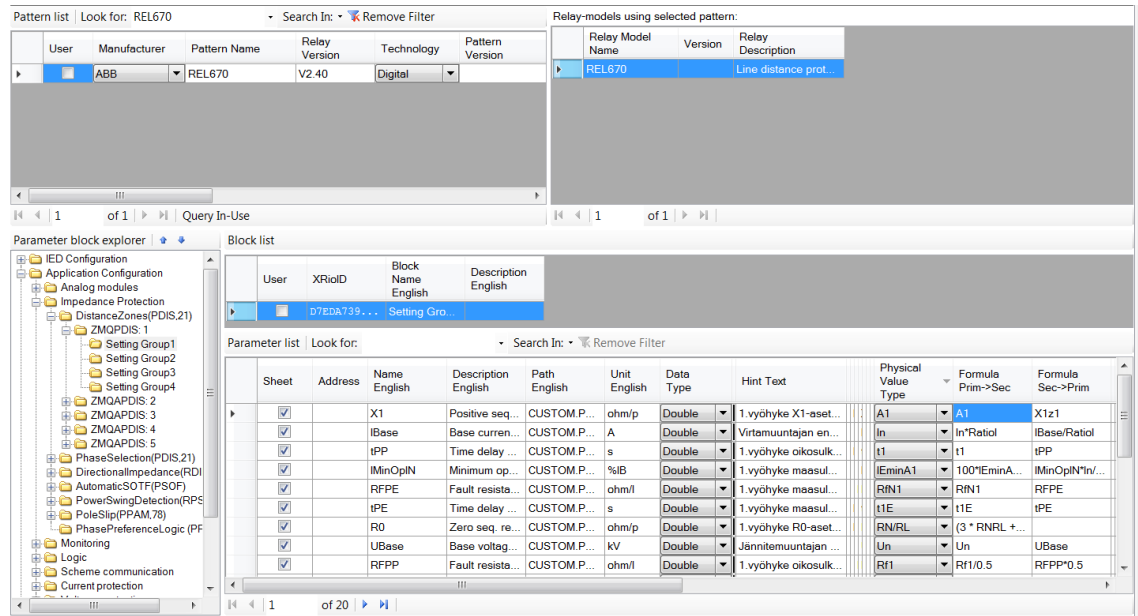 Pattern list Look for: REL670 Search In: Remove Filter
Relay-models using selected pattern:
User Manufacturer Pattern Name Relay Version Technology Pattern Version
ABB REL670 V2.40 Digital
Relay Model Name Version Relay Description
REL670 Line distance prot...
1 of 1 Query In-Use
1 of 1
Parameter block explorer
IED Configuration
Application Configuration
Analog modules
Impedance Protection
DistanceZones(PDIS,21)
ZMQPDIS: 1
Setting Group1
Setting Group2
Setting Group3
Setting Group4
ZMQAPDIS: 2
ZMQAPDIS: 3
ZMQAPDIS: 4
ZMQAPDIS: 5
PhaseSelection(PDIS,21)
DirectionalImpedance(RDI
AutomaticSOTF(PSOF)
PowerSwingDetection(RPS
PoleSlip(PPAM,78)
PhasePreferenceLogic (PF
Monitoring
Logic
Scheme communication
Current protection
Block list
User XRioID Block Name English Description English
D7EDA739... Setting Gro...
Parameter list Look for: Search In: Remove Filter
Sheet Address Name English Description English Path English Unit English Data Type Hint Text Physical Value Type Formula Prim->Sec Formula Sec->Prim
X1 Positive seq... CUSTOM.P... ohm/p Double 1.vyöhyke X1-aset... A1 A1 X1z1
IBase Base curren... CUSTOM.P... A Double Virtamuuntajan en... In In*RatioI IBase/RatioI
tPP Time delay ... CUSTOM.P... s Double 1.vyöhyke oikosulk... t1 t1 tPP
IMinOpIN Minimum op... CUSTOM.P... %IB Double 1.vyöhyke maasul... IEminA1 100*IEminA... IMinOpIN*In/...
RFPE Fault resista... CUSTOM.P... ohm/l Double 1.vyöhyke maasul... RfN1 RfN1 RFPE
tPE Time delay ... CUSTOM.P... s Double 1.vyöhyke maasul... t1E t1E tPE
R0 Zero seq. re... CUSTOM.P... ohm/p Double 1.vyöhyke R0-aset... RN/RL (3 * RNRL +...
UBase Base voltag... CUSTOM.P... kV Double Jännitemuuntajan ... Un Un UBase
RFPP Fault resista... CUSTOM.P... ohm/l Double 1.vyöhyke oikosulk... Rf1 Rf1/0.5 RFPP*0.5
1 of 20